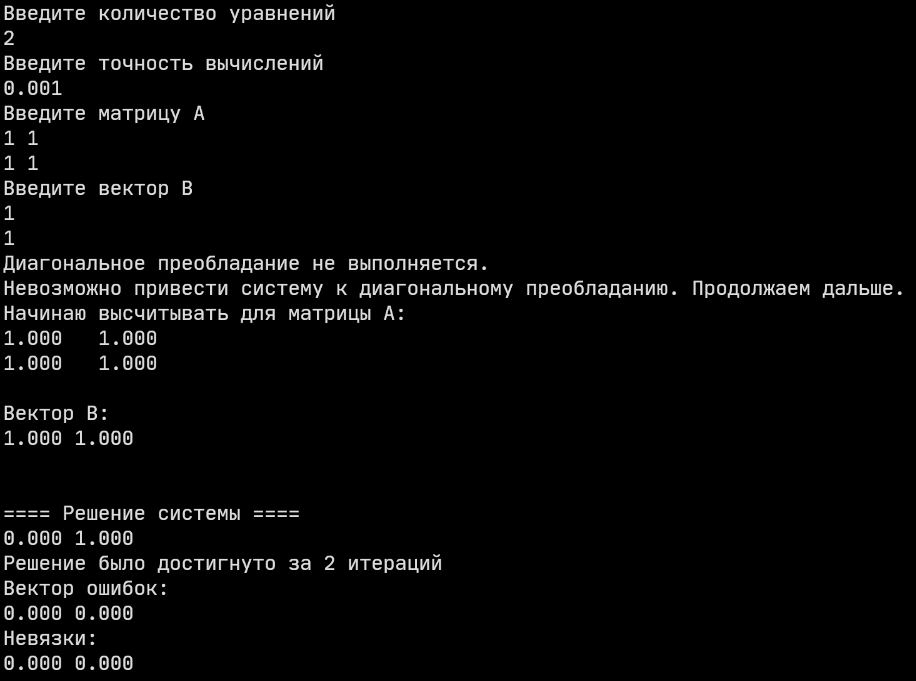 Введите количество уравнений
2
Введите точность вычислений
0.001
Введите матрицу A
1 1
1 1
Введите вектор B
1
1
Диагональное преобладание не выполняется.
Невозможно привести систему к диагональному преобладанию. Продолжаем дальше.
Начинаю высчитывать для матрицы A:
1.000   1.000
1.000   1.000
Вектор B:
1.000 1.000
==== Решение системы ====
0.000 1.000
Решение было достигнуто за 2 итераций
Вектор ошибок:
0.000 0.000
Невязки:
0.000 0.000